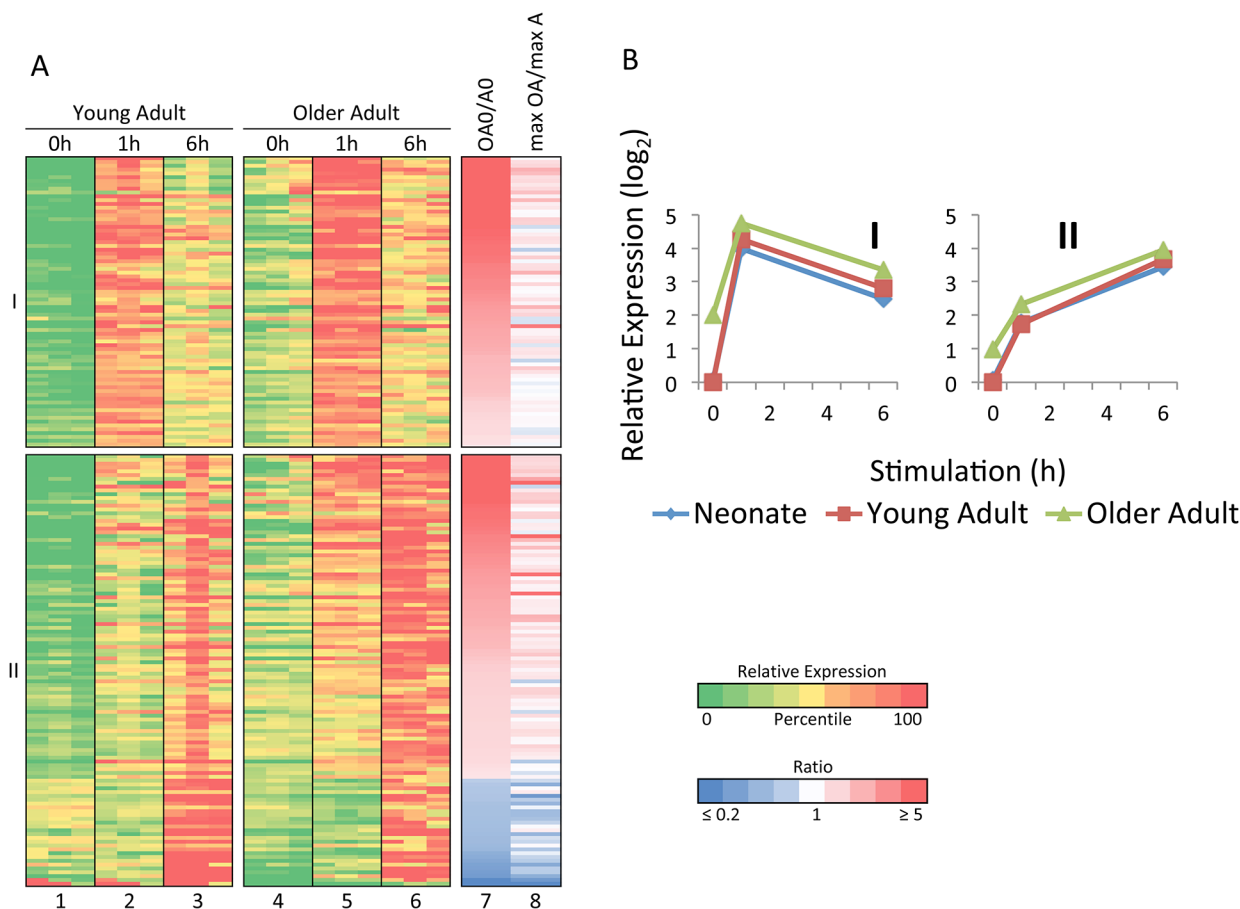 A
Young Adult
Older Adult
0h 1h 6h
0h 1h 6h
OA0/A0
max OA/max A
I
II
1 2 3 4 5 6 7 8
B
Relative Expression (log2)
5
4
3
2
1
0
0 2 4 6
I
5
4
3
2
1
0
0 2 4 6
II
Stimulation (h)
Neonate Young Adult Older Adult
Relative Expression
0 Percentile 100
Ratio
≤ 0.2 1 ≥ 5